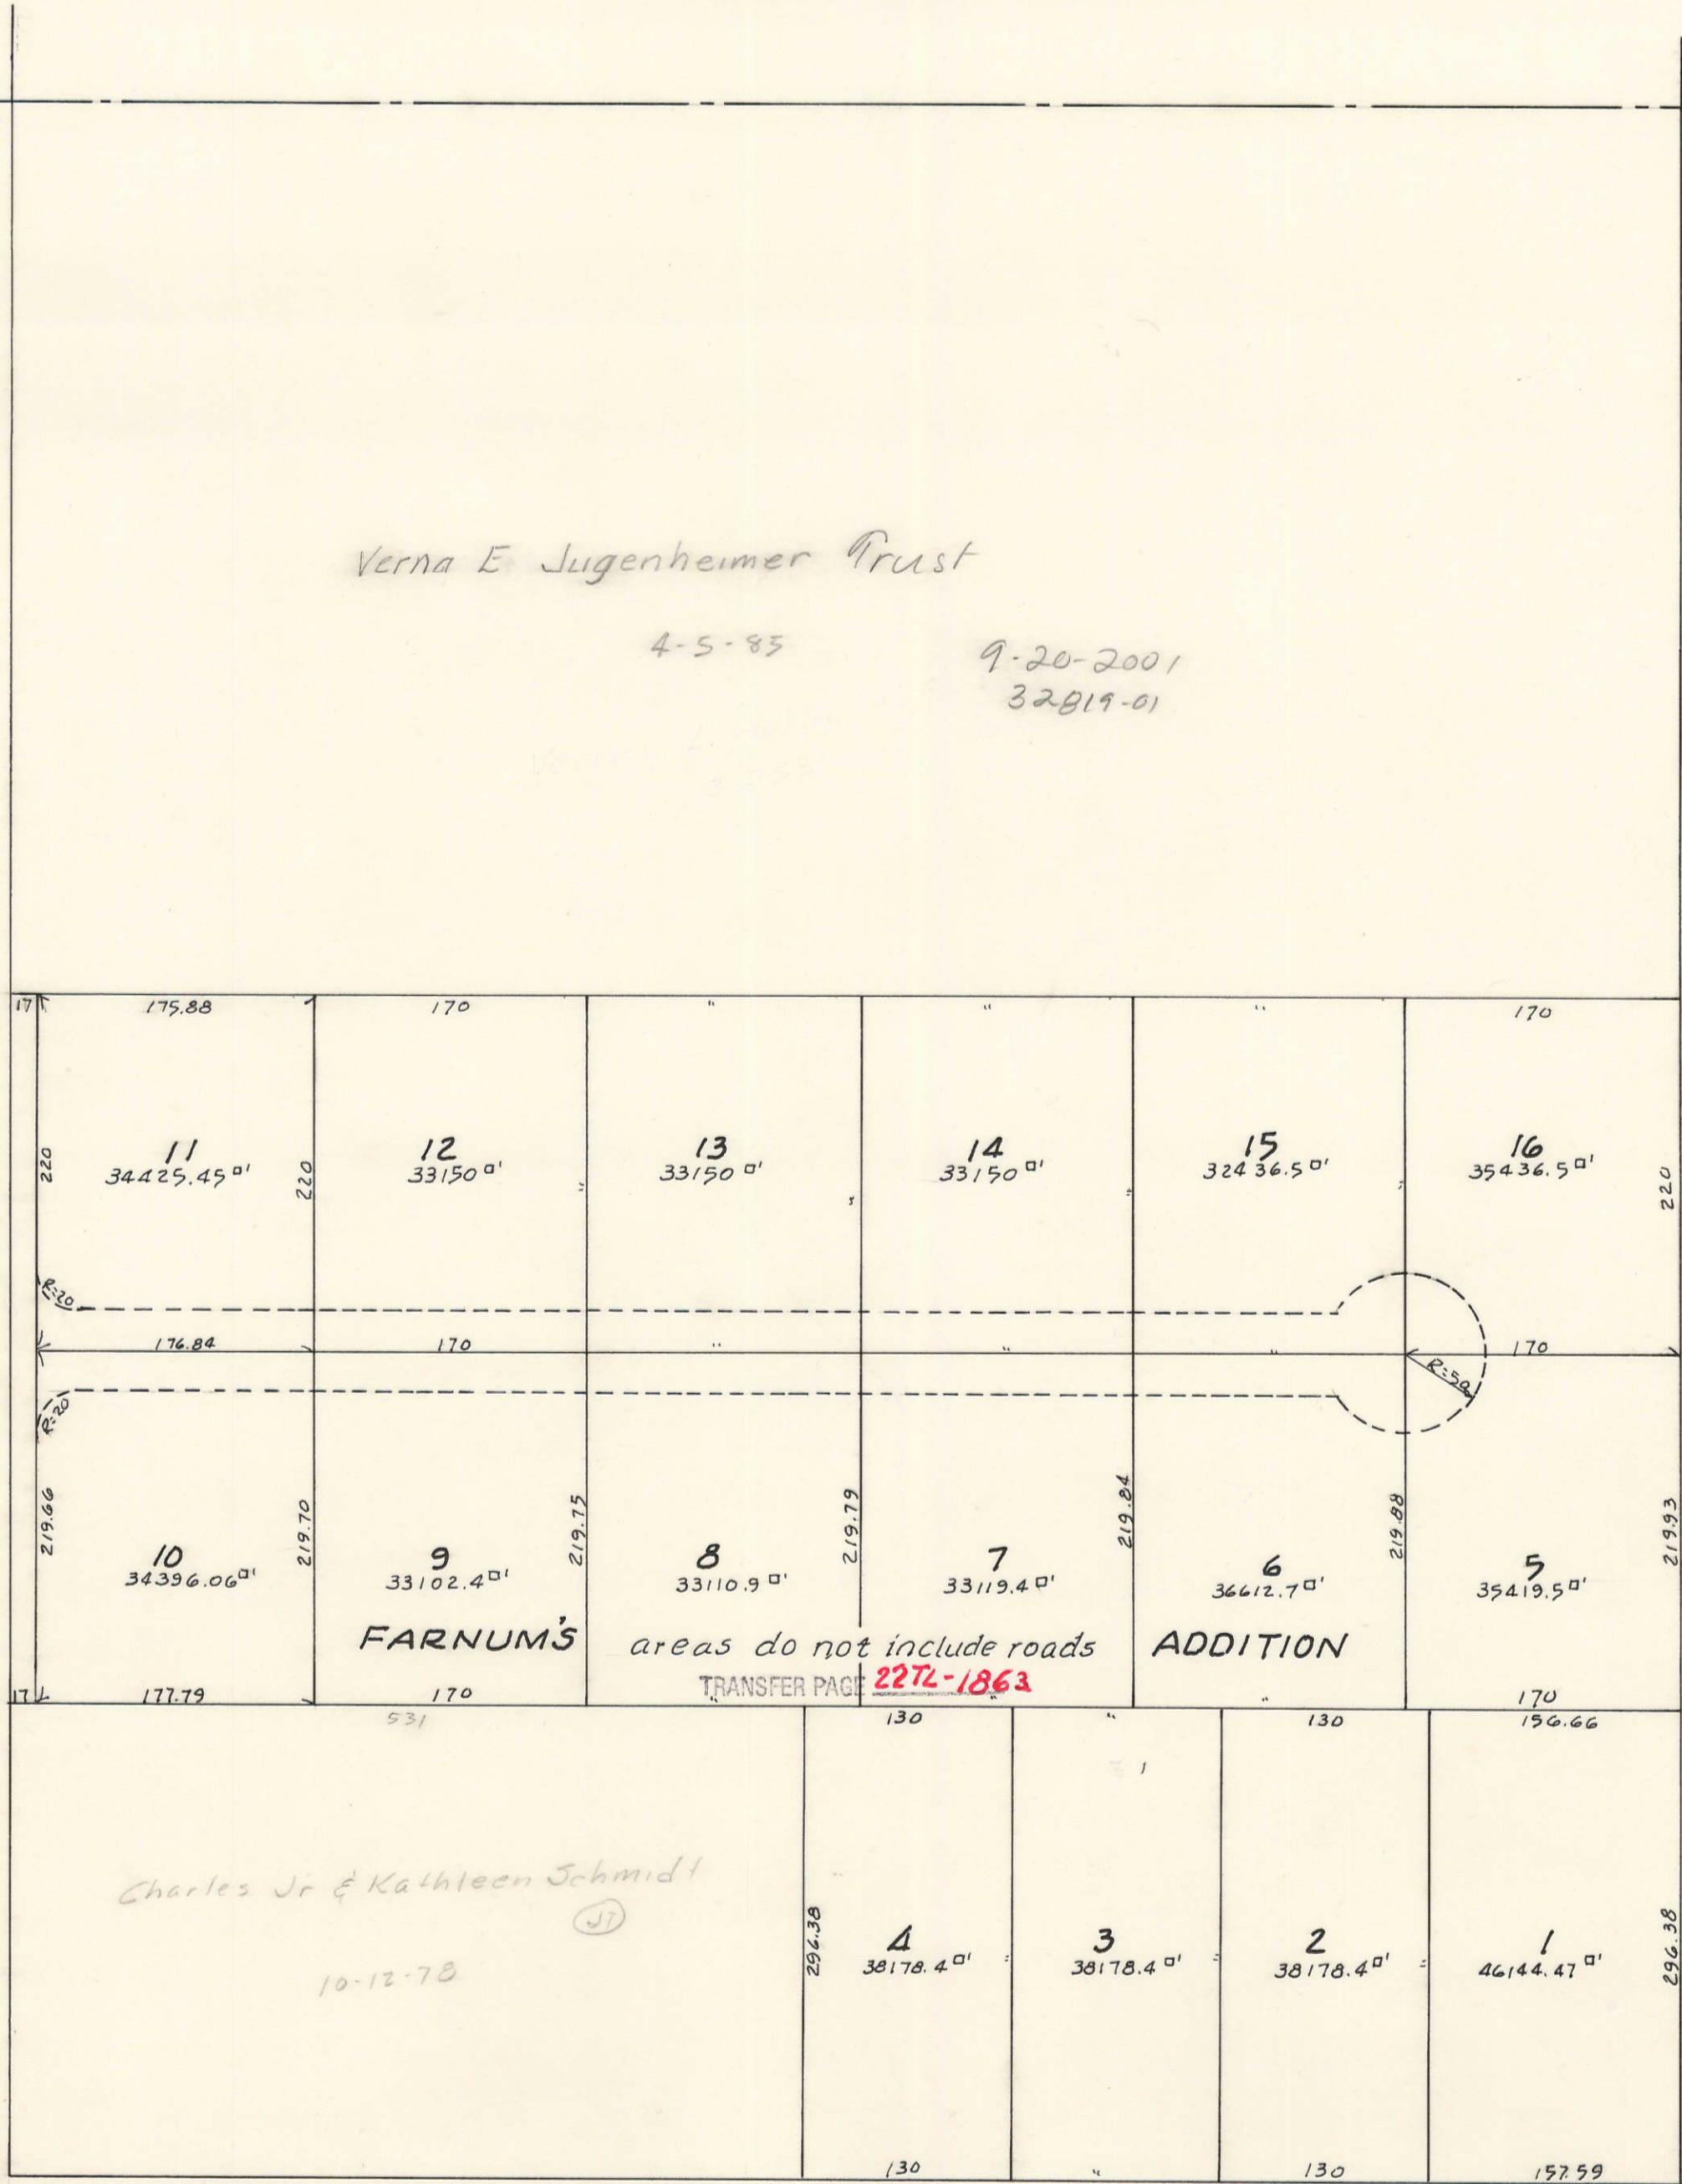 Verna E Jugenheimer Trust
4-5-85
9-20-2001
32819-01
17 175.88 170 " " " 170
11 12 13 14 15 16
34425.45□' 33150□' 33150□' 33150□' 32436.5□' 35436.5□'
220 220 " " " " 220
R=20
176.84 170 " " " 170
R=50
R=20
219.66 219.70 219.75 219.79 219.84 219.88 219.93
10 9 8 7 6 5
34396.06□' 33102.4□' 33110.9□' 33119.4□' 36612.7□' 35419.5□'
FARNUM'S areas do not include roads ADDITION
TRANSFER PAGE 22TL-1863
17 177.79 170 " " " 170
531 130 " 130 156.66
Charles Jr & Kathleen Schmidt
JT
10-12-78
296.38 " " " 296.38
4 3 2 1
38178.4□' 38178.4□' 38178.4□' 46144.47□'
130 " 130 157.59